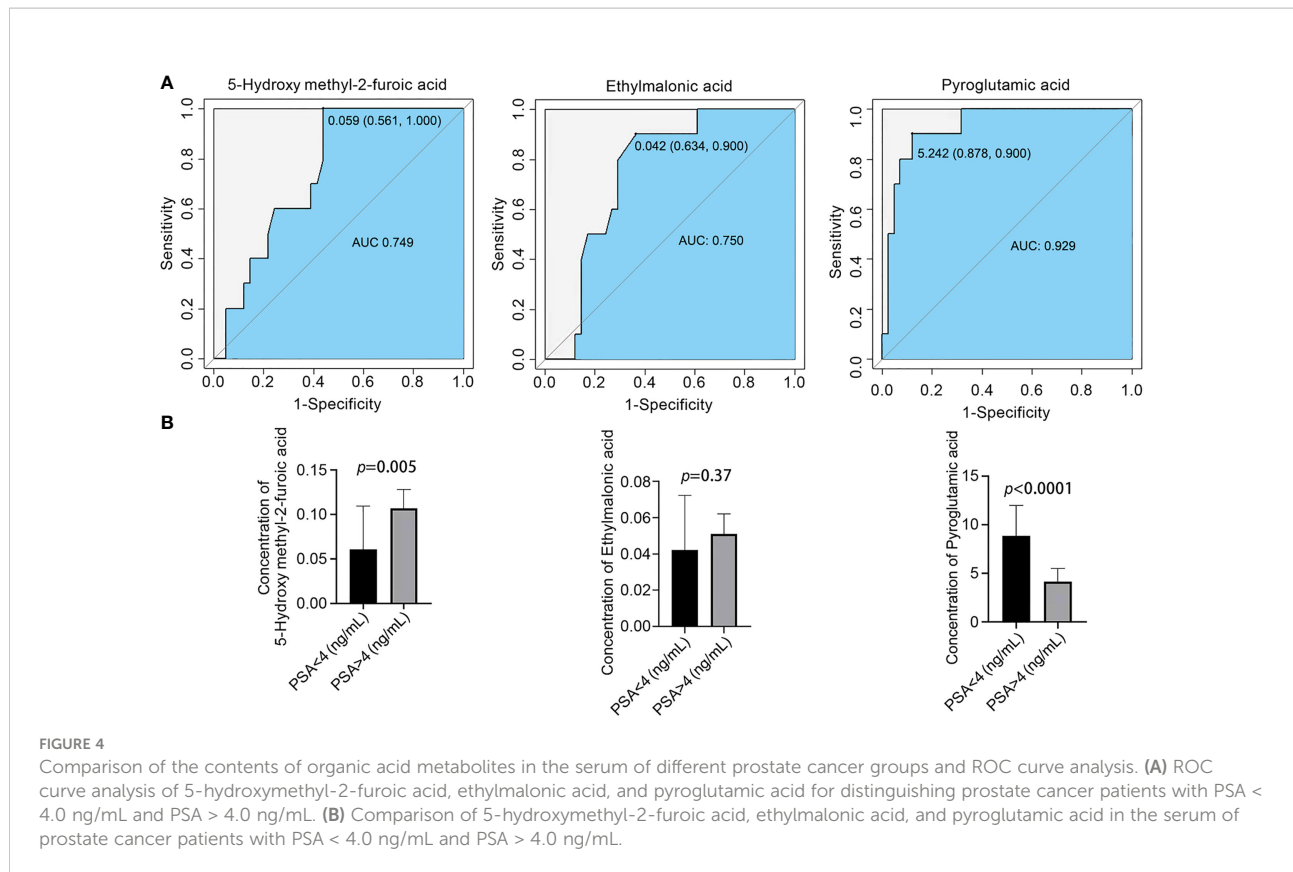 A
5-Hydroxy methyl-2-furoic acid
Ethylmalonic acid
Pyroglutamic acid
Sensitivity
0.0 0.2 0.4 0.6 0.8 1.0
0.059 (0.561, 1.000)
AUC 0.749
0.0 0.2 0.4 0.6 0.8 1.0
1-Specificity
Sensitivity
0.0 0.2 0.4 0.6 0.8 1.0
0.042 (0.634, 0.900)
AUC: 0.750
0.0 0.2 0.4 0.6 0.8 1.0
1-Specificity
Sensitivity
0.0 0.2 0.4 0.6 0.8 1.0
5.242 (0.878, 0.900)
AUC: 0.929
0.0 0.2 0.4 0.6 0.8 1.0
1-Specificity
B
Concentration of
5-Hydroxy methyl-2-furoic acid
0.15
0.10
0.05
0.00
p=0.005
PSA<4 (ng/mL)
PSA>4 (ng/mL)
Concentration of Ethylmalonic acid
0.08
0.06
0.04
0.02
0.00
p=0.37
PSA<4 (ng/mL)
PSA>4 (ng/mL)
Concentration of Pyroglutamic acid
15
10
5
0
p<0.0001
PSA<4 (ng/mL)
PSA>4 (ng/mL)
FIGURE 4
Comparison of the contents of organic acid metabolites in the serum of different prostate cancer groups and ROC curve analysis. (A) ROC
curve analysis of 5-hydroxymethyl-2-furoic acid, ethylmalonic acid, and pyroglutamic acid for distinguishing prostate cancer patients with PSA <
4.0 ng/mL and PSA > 4.0 ng/mL. (B) Comparison of 5-hydroxymethyl-2-furoic acid, ethylmalonic acid, and pyroglutamic acid in the serum of
prostate cancer patients with PSA < 4.0 ng/mL and PSA > 4.0 ng/mL.